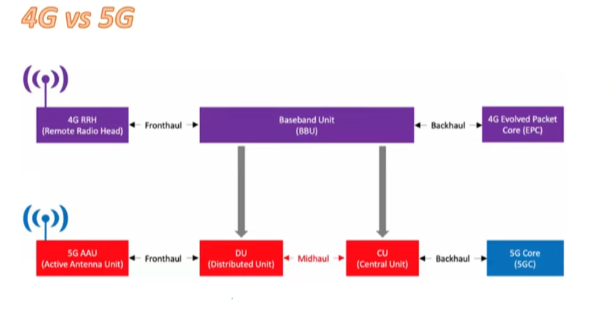 4G vs 5G
4G RRH
(Remote Radio Head)
Fronthaul
Baseband Unit
(BBU)
Backhaul
4G Evolved Packet
Core (EPC)
5G AAU
(Active Antenna Unit)
Fronthaul
DU
(Distributed Unit)
Midhaul
CU
(Central Unit)
Backhaul
5G Core
(5GC)